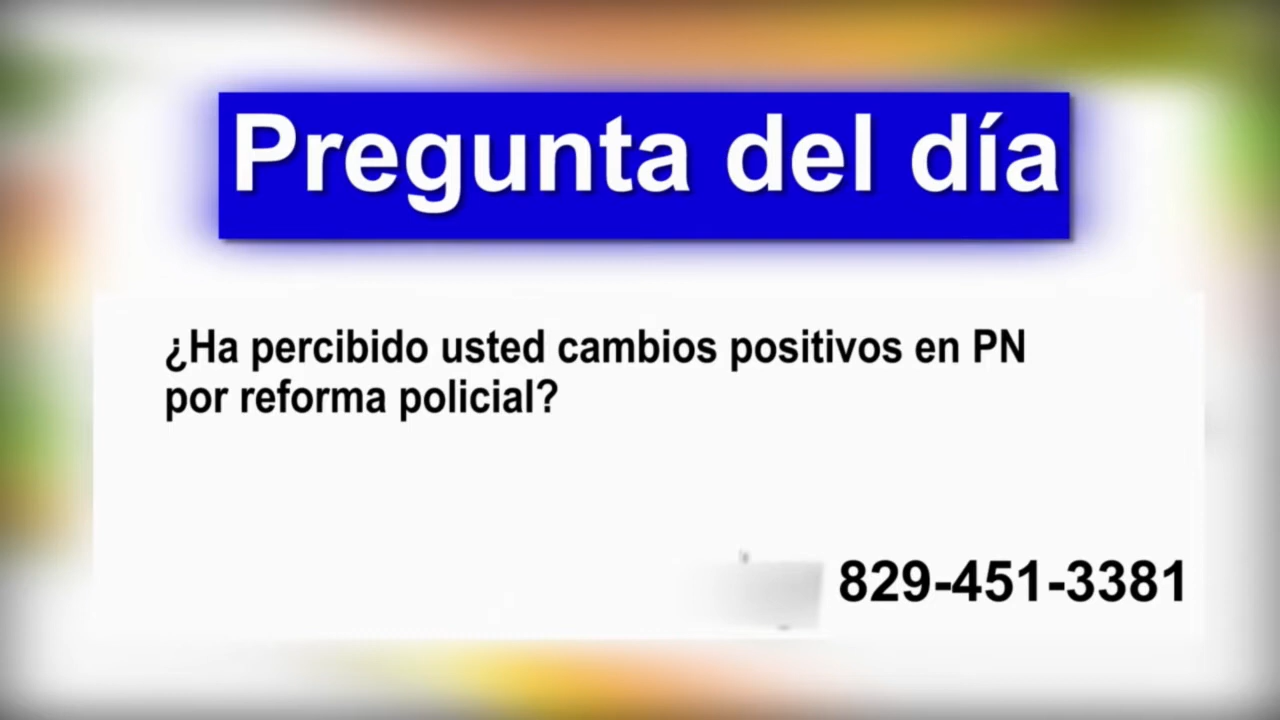 Pregunta del día
¿Ha percibido usted cambios positivos en PN
por reforma policial?
829-451-3381